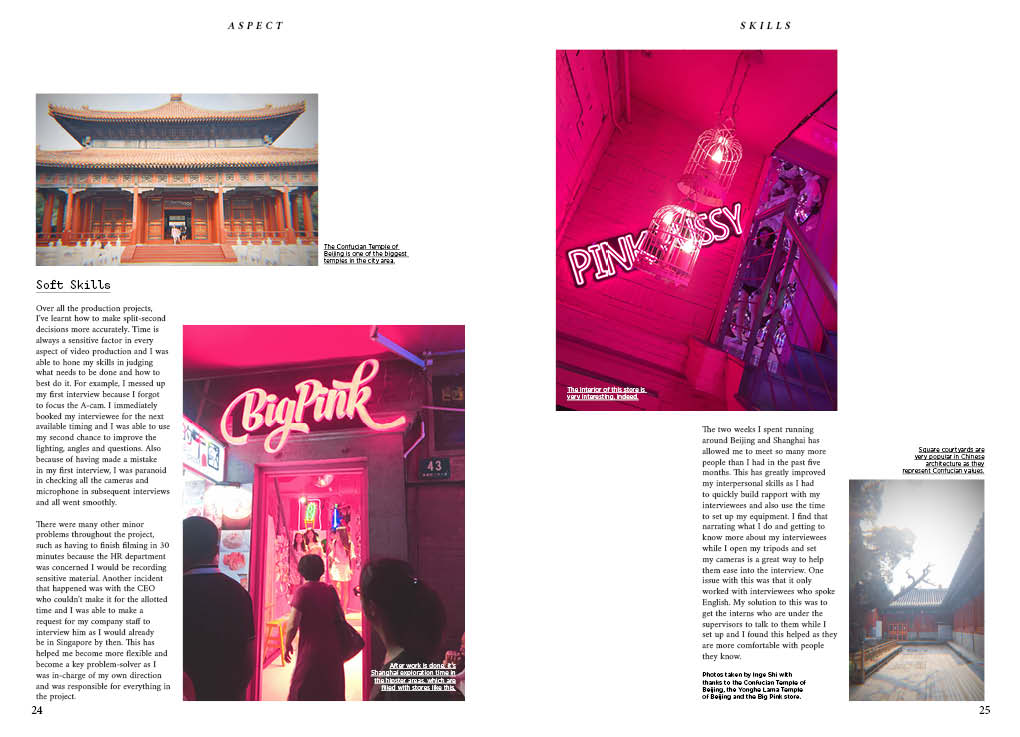 ASPECT
The Confucian Temple of
Beijing is one of the biggest
temples in the city area.
Soft Skills
Over all the production projects,
I've learnt how to make split-second
decisions more accurately. Time is
always a sensitive factor in every
aspect of video production and I was
able to hone my skills in judging
what needs to be done and how to
best do it. For example, I messed up
my first interview because I forgot
to focus the A-cam. I immediately
booked my interviewee for the next
available timing and I was able to use
my second chance to improve the
lighting, angles and questions. Also
because of having made a mistake
in my first interview, I was paranoid
in checking all the cameras and
microphone in subsequent interviews
and all went smoothly.
There were many other minor
problems throughout the project,
such as having to finish filming in 30
minutes because the HR department
was concerned I would be recording
sensitive material. Another incident
that happened was with the CEO
who couldn't make it for the allotted
time and I was able to make a
request for my company staff to
interview him as I would already
be in Singapore by then. This has
helped me become more flexible and
become a key problem-solver as I
was in-charge of my own direction
and was responsible for everything in
the project.
BigPink
43
After work is done, it's
Shanghai exploration time in
the hipster areas, which are
filled with stores like this.
24
SKILLS
PINK SSY
The interior of this store is
very interesting, indeed.
The two weeks I spent running
around Beijing and Shanghai has
allowed me to meet so many more
people than I had in the past five
months. This has greatly improved
my interpersonal skills as I had
to quickly build rapport with my
interviewees and also use the time
to set up my equipment. I find that
narrating what I do and getting to
know more about my interviewees
while I open my tripods and set
my cameras is a great way to help
them ease into the interview. One
issue with this was that it only
worked with interviewees who spoke
English. My solution to this was to
get the interns who are under the
supervisors to talk to them while I
set up and I found this helped as they
are more comfortable with people
they know.
Photos taken by Inge Shi with
thanks to the Confucian Temple of
Beijing, the Yonghe Lama Temple
of Beijing and the Big Pink store.
Square courtyards are
very popular in Chinese
architecture as they
represent Confucian values.
25